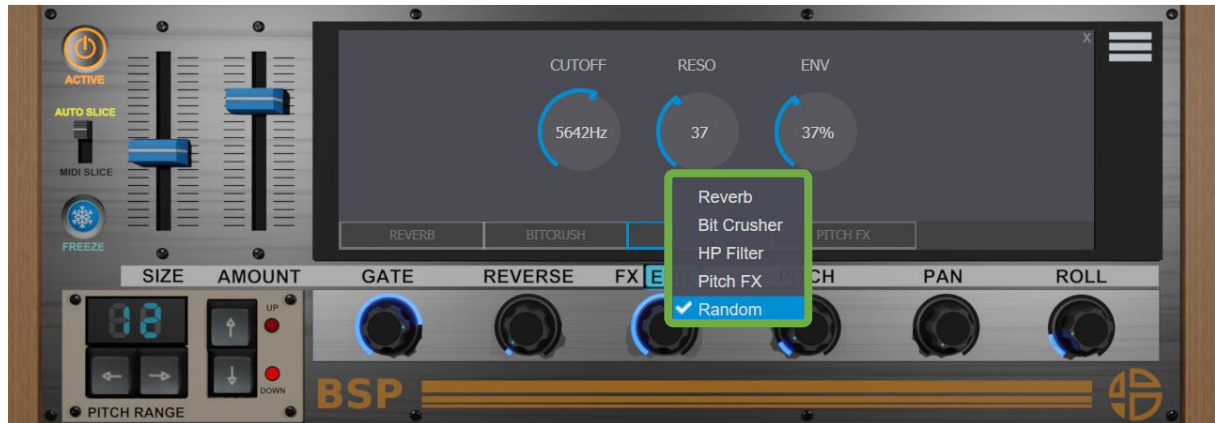 ACTIVE
AUTO SLICE
MIDI SLICE
FREEZE
X
CUTOFF RESO ENV
5642Hz 37 37%
Reverb
Bit Crusher
HP Filter
Pitch FX
Random
REVERB BITCRUSH PITCH FX
SIZE AMOUNT GATE REVERSE FX PAN ROLL
12
UP
DOWN
PITCH RANGE
BSP